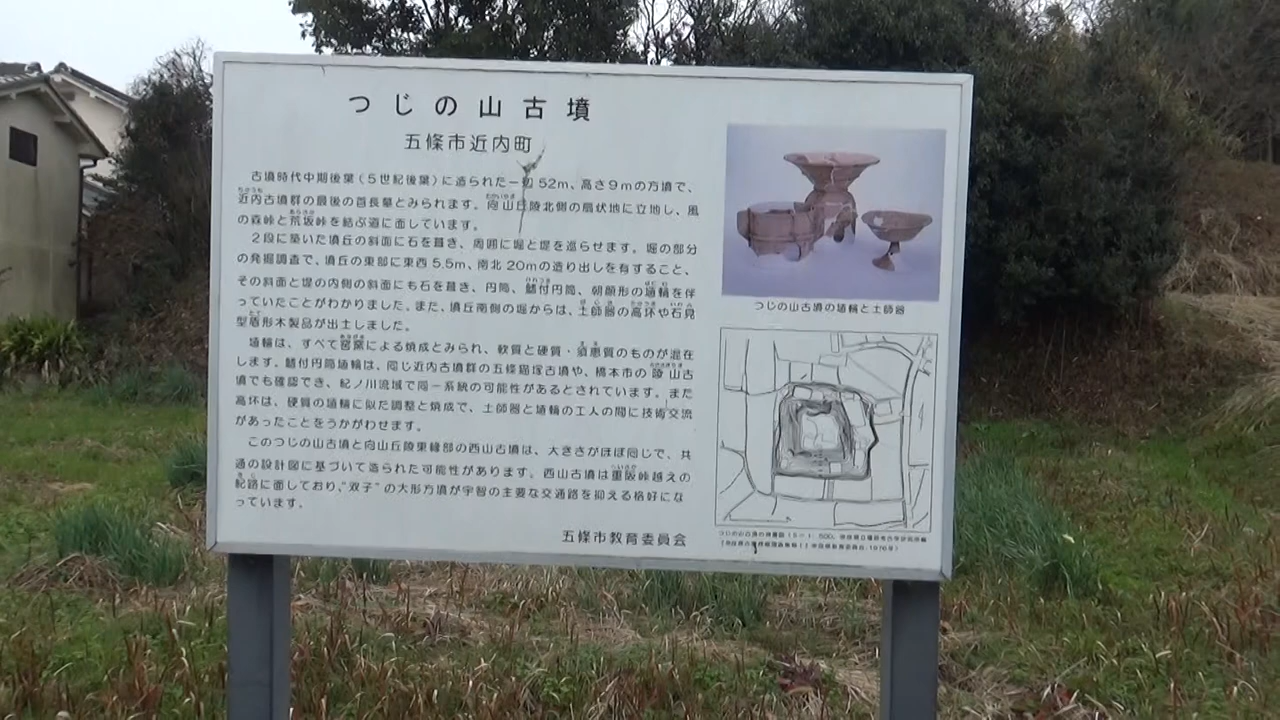 つじの山古墳
五條市近内町
古墳時代中期後葉(5世紀後葉)に造られた一辺52m、高さ9mの方墳で、
近内古墳群の最後の首長墓とみられます。向山丘陵北側の扇状地に立地し、風
の森峠と荒坂峠を結ぶ道に面しています。
2段に築いた墳丘の斜面に石を葺き、周囲に堀と堤を巡らせます。堀の部分
の発掘調査で、墳丘の東部に東西5.5m、南北20mの造り出しを有すること、
その斜面と堤の内側の斜面にも石を葺き、円筒、鰭付円筒、朝顔形の埴輪を伴
っていたことがわかりました。また、墳丘南側の堀からは、土師器の高坏や石見
型盾形木製品が出土しました。
埴輪は、すべて窖窯による焼成とみられ、軟質と硬質・須恵質のものが混在
します。鰭付円筒埴輪は、同じ近内古墳群の五條猫塚古墳や、橋本市の陵山古
墳でも確認でき、紀ノ川流域で同一系統の可能性があるとされています。また
高坏は、硬質の埴輪に似た調整と焼成で、土師器と埴輪の工人の間に技術交流
があったことをうかがわせます。
このつじの山古墳と向山丘陵東縁部の西山古墳は、大きさがほぼ同じで、共
通の設計図に基づいて造られた可能性があります。西山古墳は重阪峠越えの
紀路に面しており、“双子”の大形方墳が宇智の主要な交通路を抑える格好にな
っています。
五條市教育委員会
つじの山古墳の埴輪と土師器